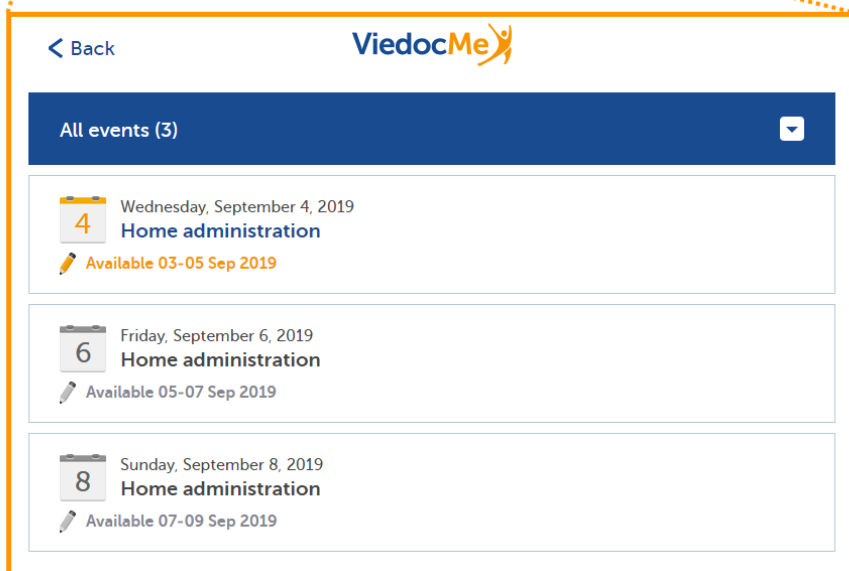 Back
ViedocMe
All events (3)
4
Wednesday, September 4, 2019
Home administration
Available 03-05 Sep 2019
6
Friday, September 6, 2019
Home administration
Available 05-07 Sep 2019
8
Sunday, September 8, 2019
Home administration
Available 07-09 Sep 2019